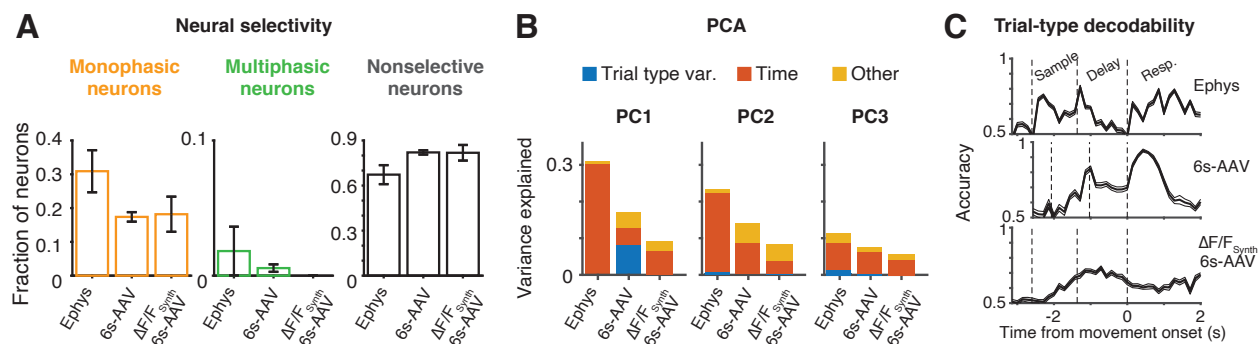 A
Neural selectivity
Monophasic
neurons
Multiphasic
neurons
Nonselective
neurons
Fraction of neurons
0.4
0.3
0.2
0.1
0
0.1
0
0.9
0.6
0.3
0
Ephys
6s-AAV
ΔF/F Synth
6s-AAV
Ephys
6s-AAV
ΔF/F Synth
6s-AAV
Ephys
6s-AAV
ΔF/F Synth
6s-AAV
B
PCA
Trial type var.
Time
Other
PC1
PC2
PC3
Variance explained
0.3
0
Ephys
6s-AAV
ΔF/F Synth
6s-AAV
Ephys
6s-AAV
ΔF/F Synth
6s-AAV
Ephys
6s-AAV
ΔF/F Synth
6s-AAV
C
Trial-type decodability
Sample
Delay
Resp.
Ephys
0.5
1
6s-AAV
0.5
Accuracy
1
ΔF/F Synth
6s-AAV
0.5
-2
0
2
Time from movement onset (s)